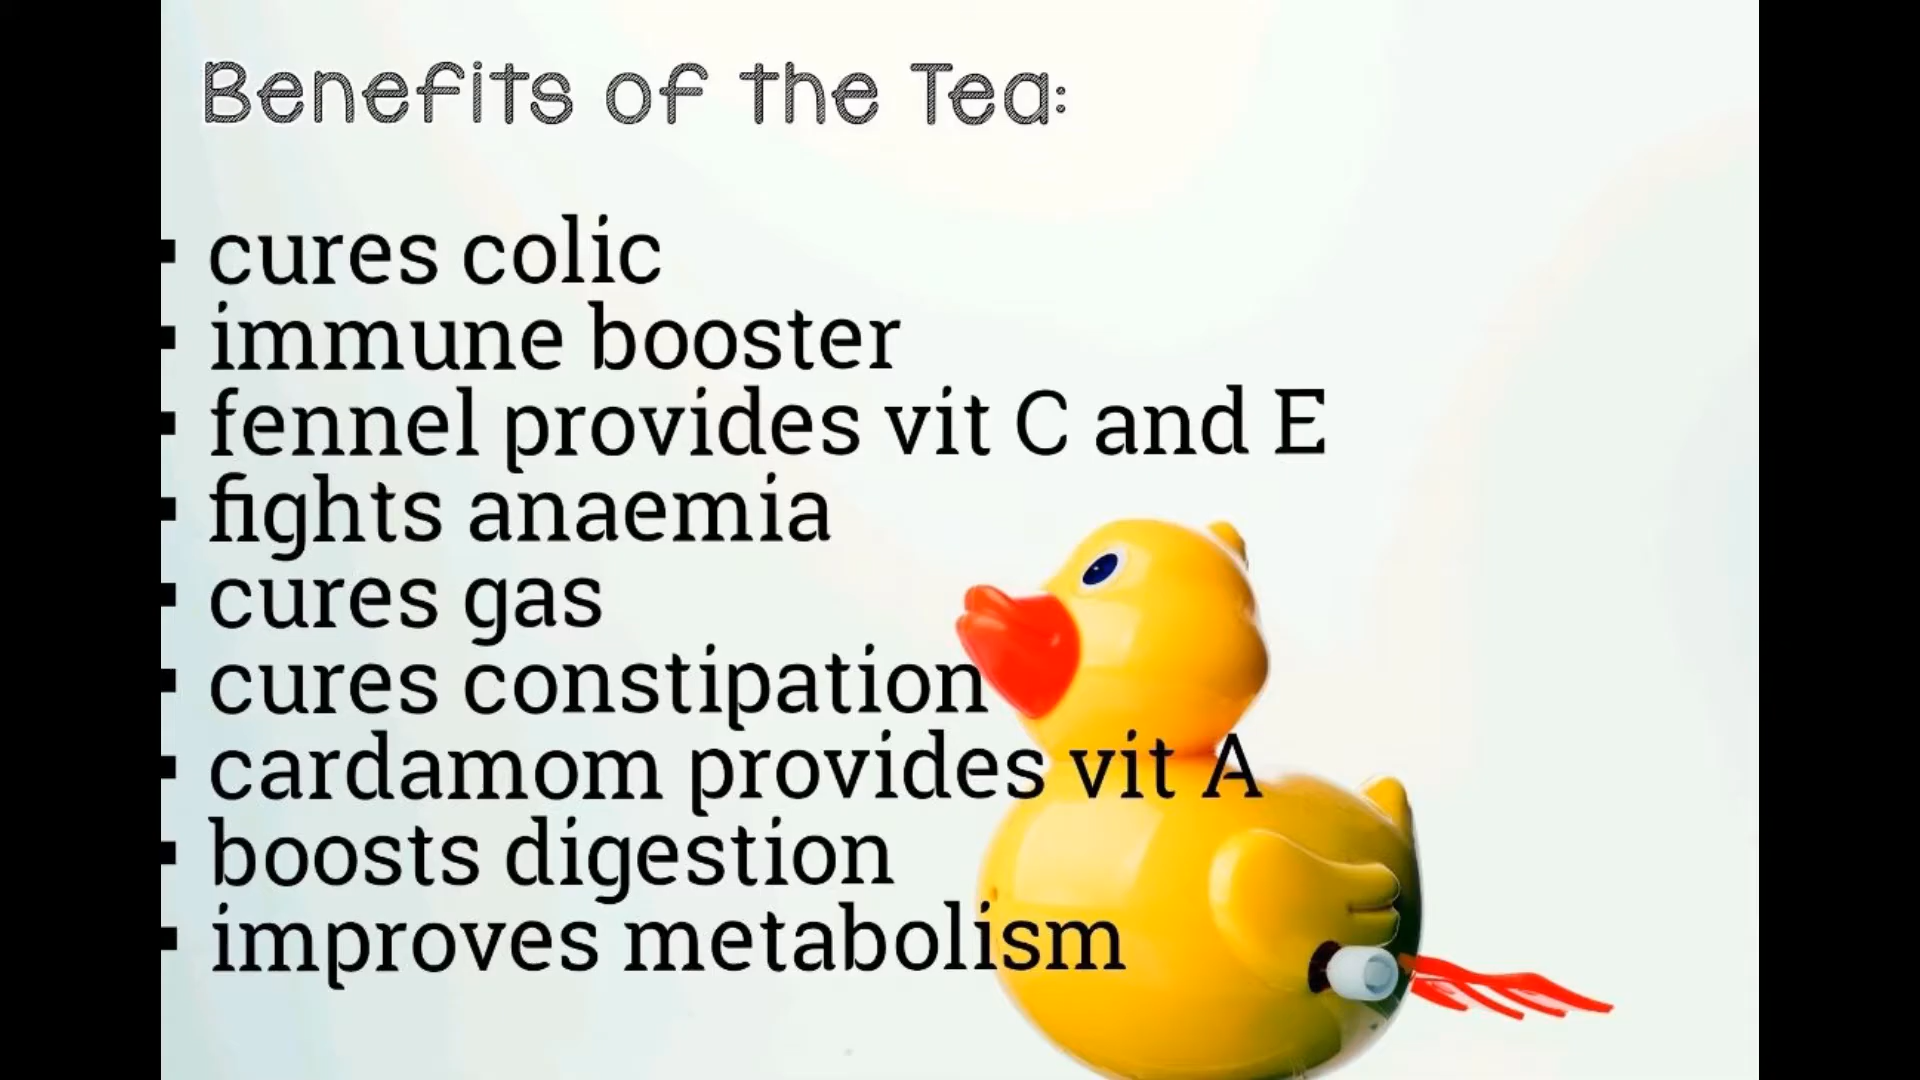 Benefits of the Tea:
- cures colic
- immune booster
- fennel provides vit C and E
- fights anaemia
- cures gas
- cures constipation
- cardamom provides vit A
- boosts digestion
- improves metabolism